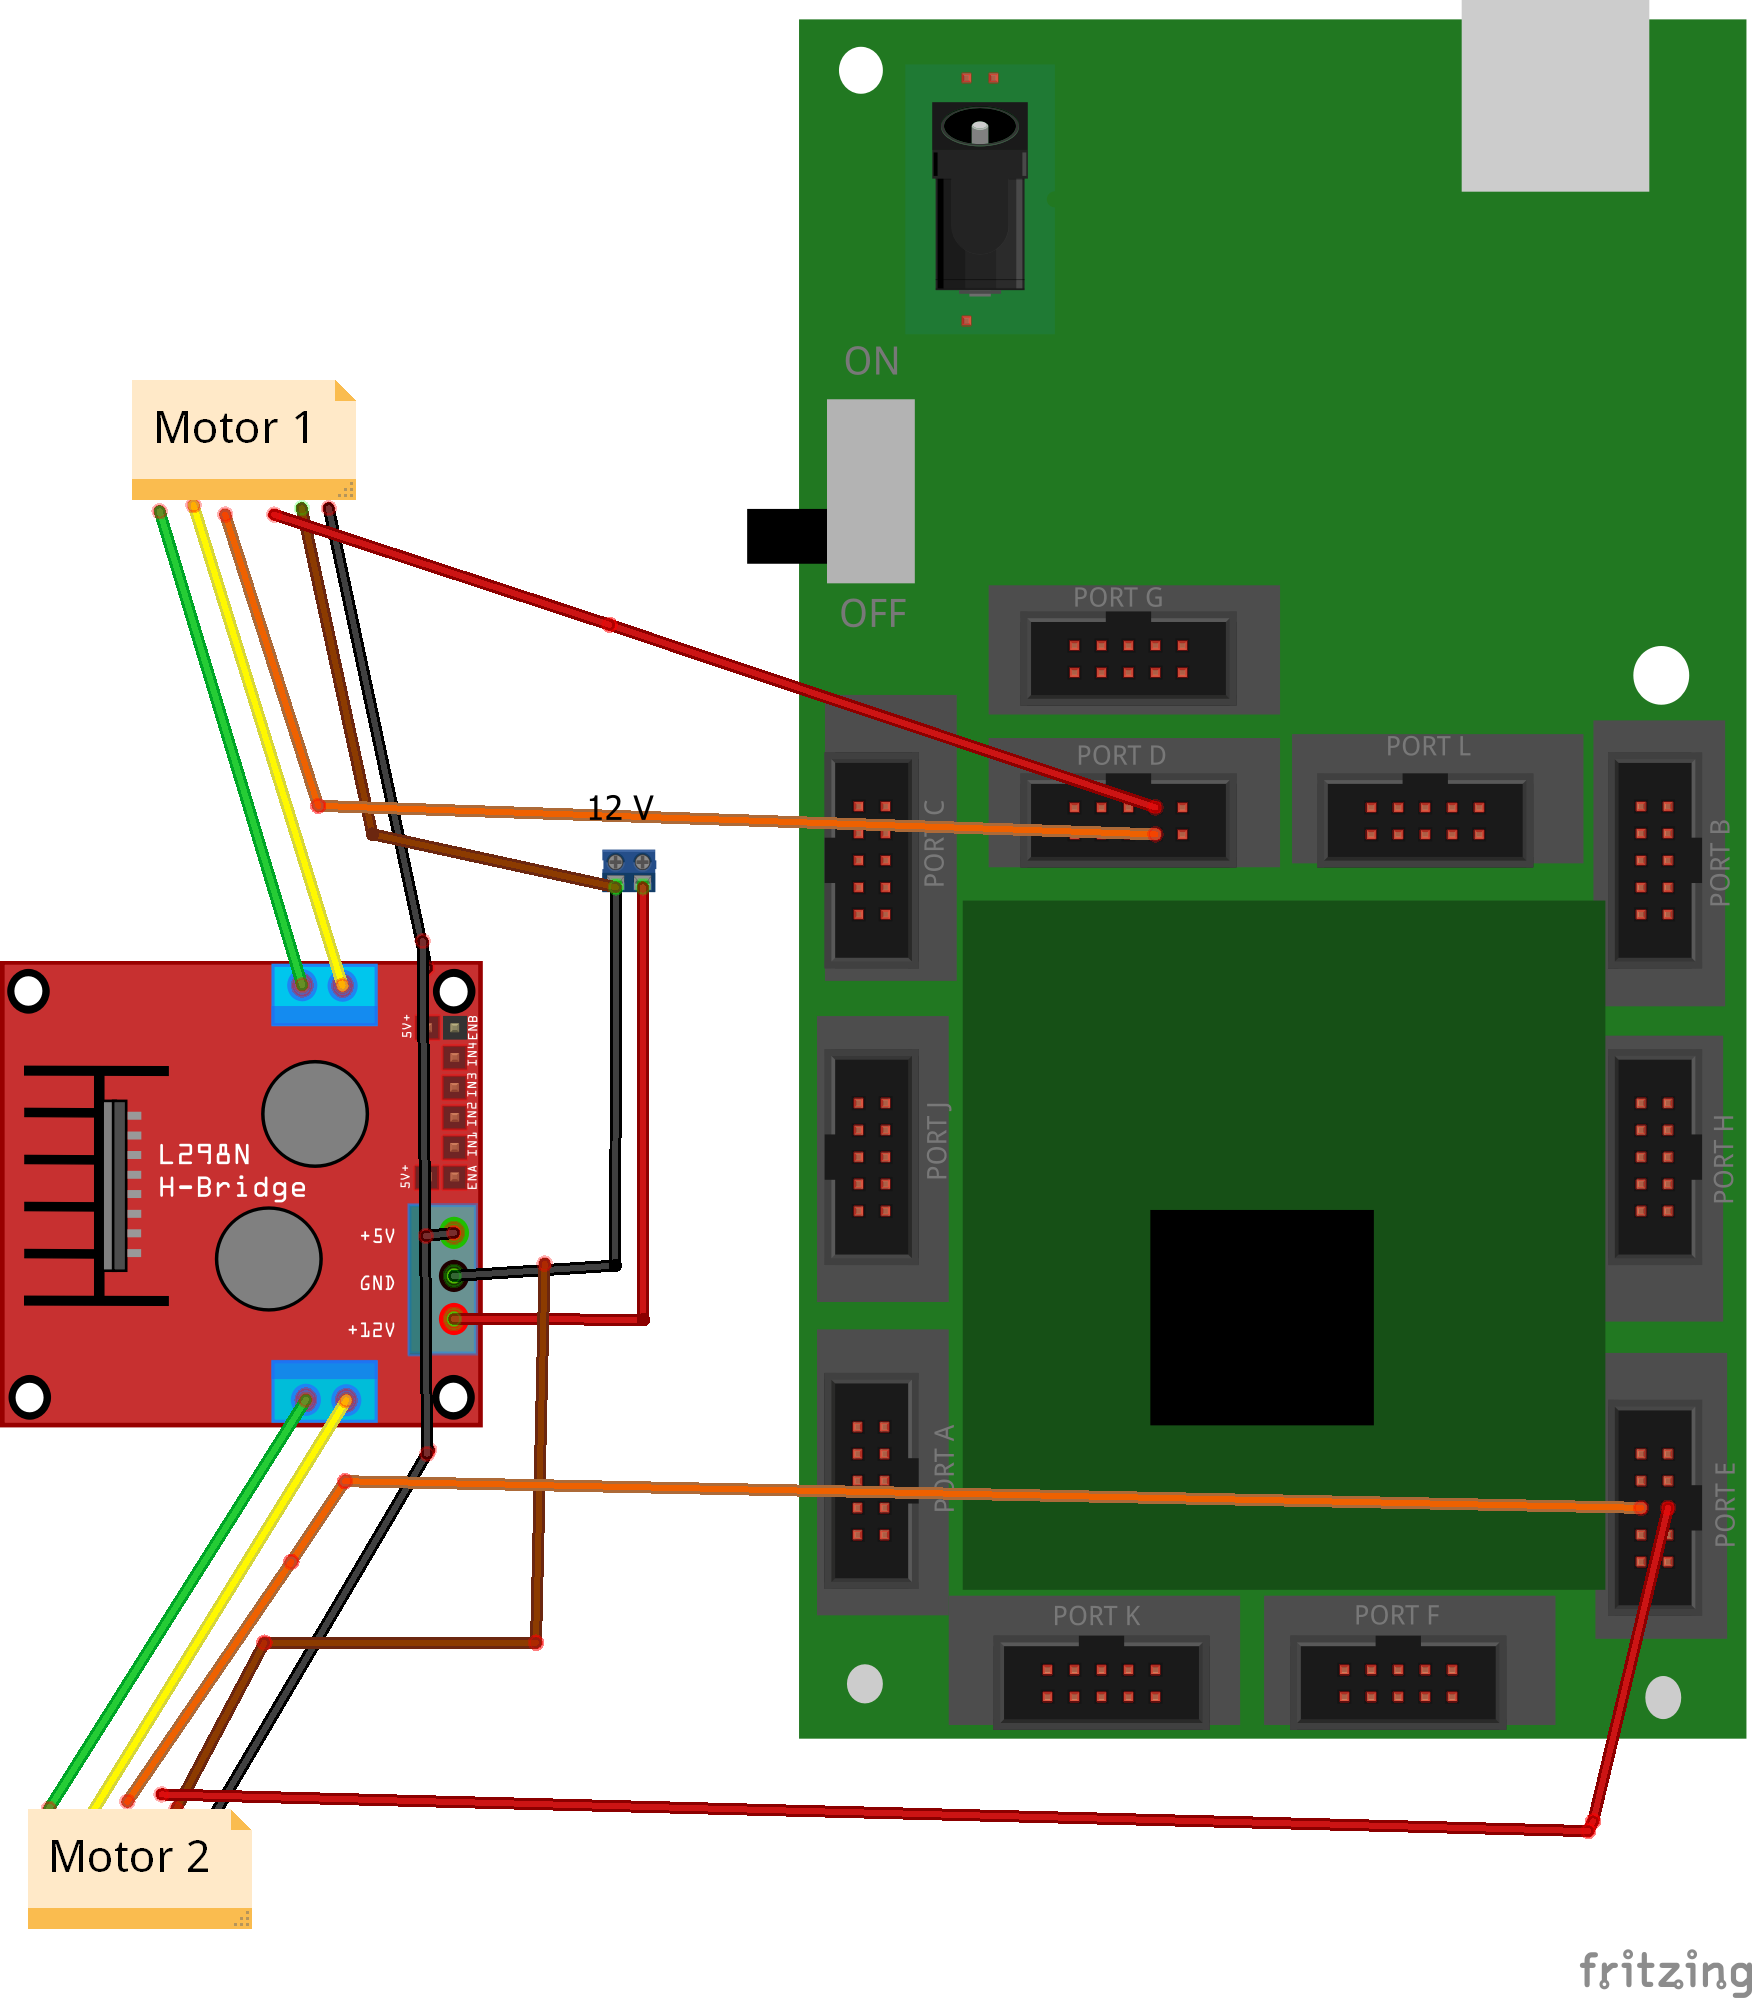 ON
Motor 1
OFF
PORT G
PORT D
PORT L
12 V
PORT C
PORT B
5V+
ENB
IN4
IN3
IN2
IN1
ENA
5V+
L298N
H-Bridge
+5V
GND
+12V
PORT J
PORT H
PORT A
PORT E
PORT K
PORT F
Motor 2
fritzing